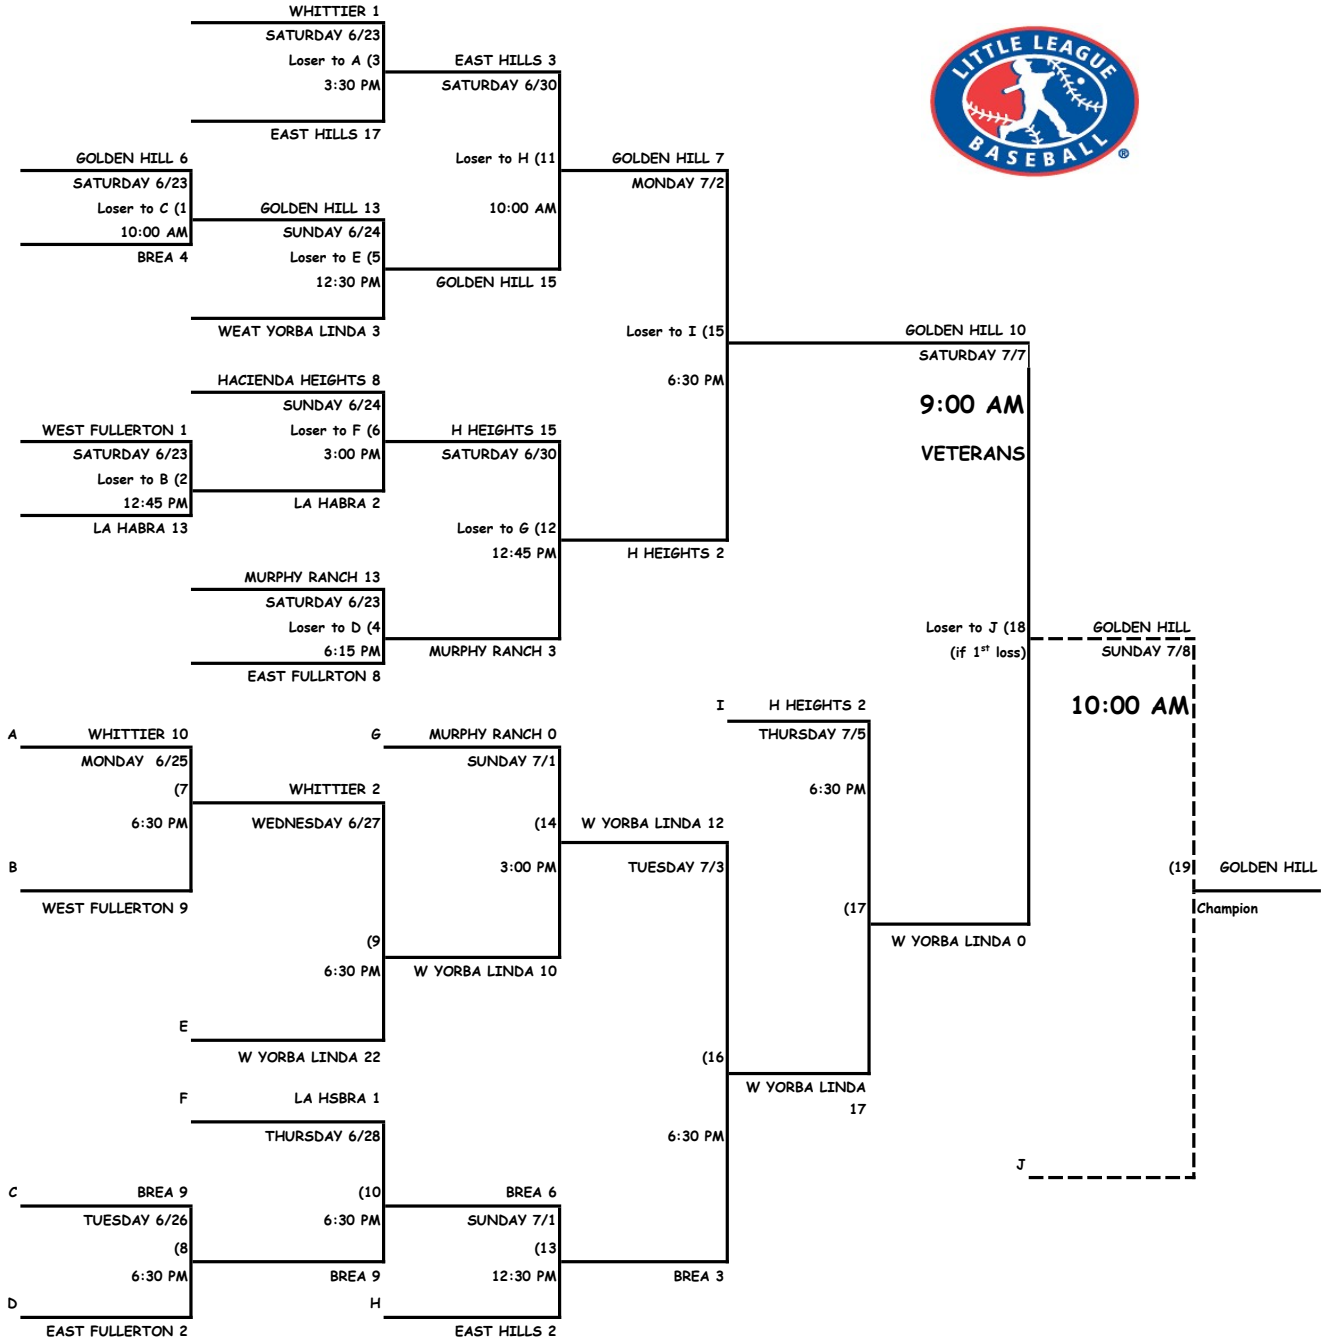 WHITTIER 1
SATURDAY 6/23
Loser to A (3
3:30 PM
EAST HILLS 17
EAST HILLS 3
SATURDAY 6/30
Loser to H (11
10:00 AM
GOLDEN HILL 15
GOLDEN HILL 6
SATURDAY 6/23
Loser to C (1
10:00 AM
BREA 4
GOLDEN HILL 13
SUNDAY 6/24
Loser to E (5
12:30 PM
WEAT YORBA LINDA 3
GOLDEN HILL 7
MONDAY 7/2
Loser to I (15
6:30 PM
H HEIGHTS 2
LITTLE LEAGUE
BASEBALL
®
HACIENDA HEIGHTS 8
SUNDAY 6/24
Loser to F (6
3:00 PM
LA HABRA 2
WEST FULLERTON 1
SATURDAY 6/23
Loser to B (2
12:45 PM
LA HABRA 13
H HEIGHTS 15
SATURDAY 6/30
Loser to G (12
12:45 PM
MURPHY RANCH 3
MURPHY RANCH 13
SATURDAY 6/23
Loser to D (4
6:15 PM
EAST FULLRTON 8
GOLDEN HILL 10
SATURDAY 7/7
9:00 AM
VETERANS
Loser to J (18
(if 1st loss)
GOLDEN HILL
SUNDAY 7/8
10:00 AM
(19
GOLDEN HILL
Champion
A
WHITTIER 10
MONDAY 6/25
(7
6:30 PM
B
WEST FULLERTON 9
WHITTIER 2
WEDNESDAY 6/27
(9
6:30 PM
E
W YORBA LINDA 22
G
MURPHY RANCH 0
SUNDAY 7/1
(14
3:00 PM
W YORBA LINDA 10
W YORBA LINDA 12
TUESDAY 7/3
(16
6:30 PM
BREA 3
I
H HEIGHTS 2
THURSDAY 7/5
6:30 PM
(17
W YORBA LINDA
17
W YORBA LINDA 0
F
LA HSBRA 1
THURSDAY 6/28
(10
6:30 PM
BREA 9
C
BREA 9
TUESDAY 6/26
(8
6:30 PM
D
EAST FULLERTON 2
BREA 6
SUNDAY 7/1
(13
12:30 PM
H
EAST HILLS 2
J